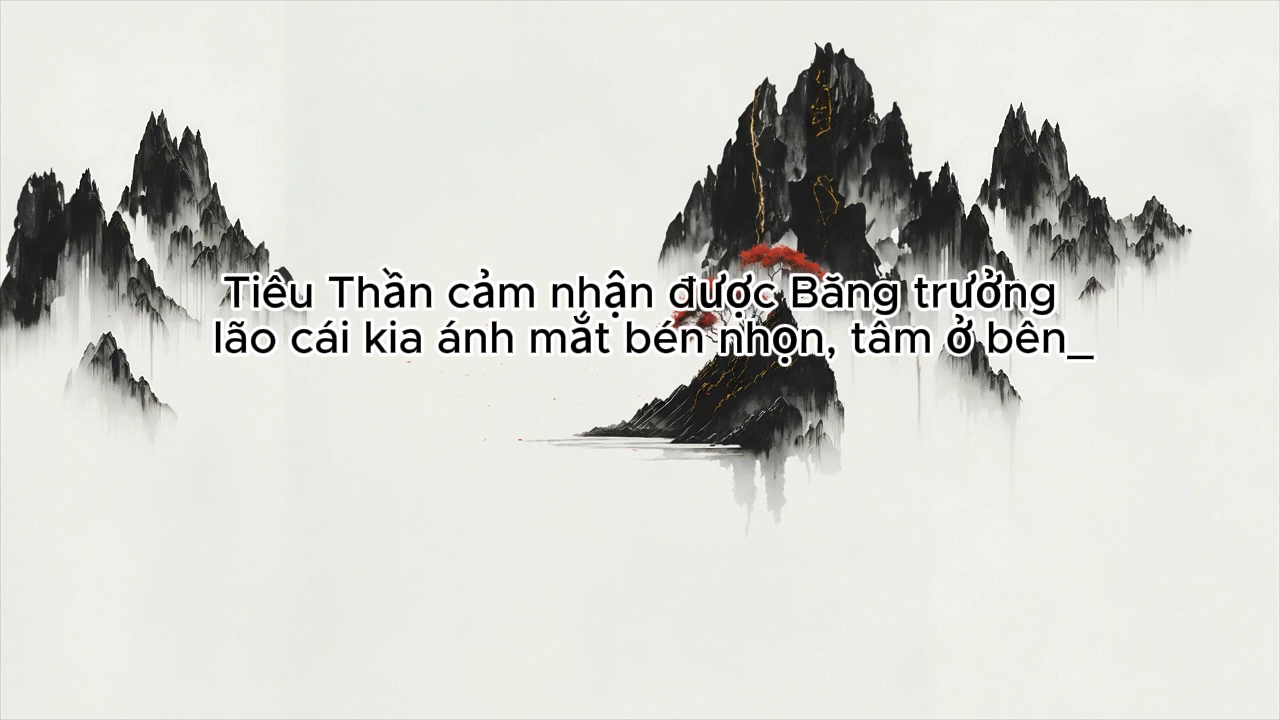 Tiêu Thần cảm nhận được Băng trưởng
lão cái kia ánh mắt bén nhọn, tâm ở bên_